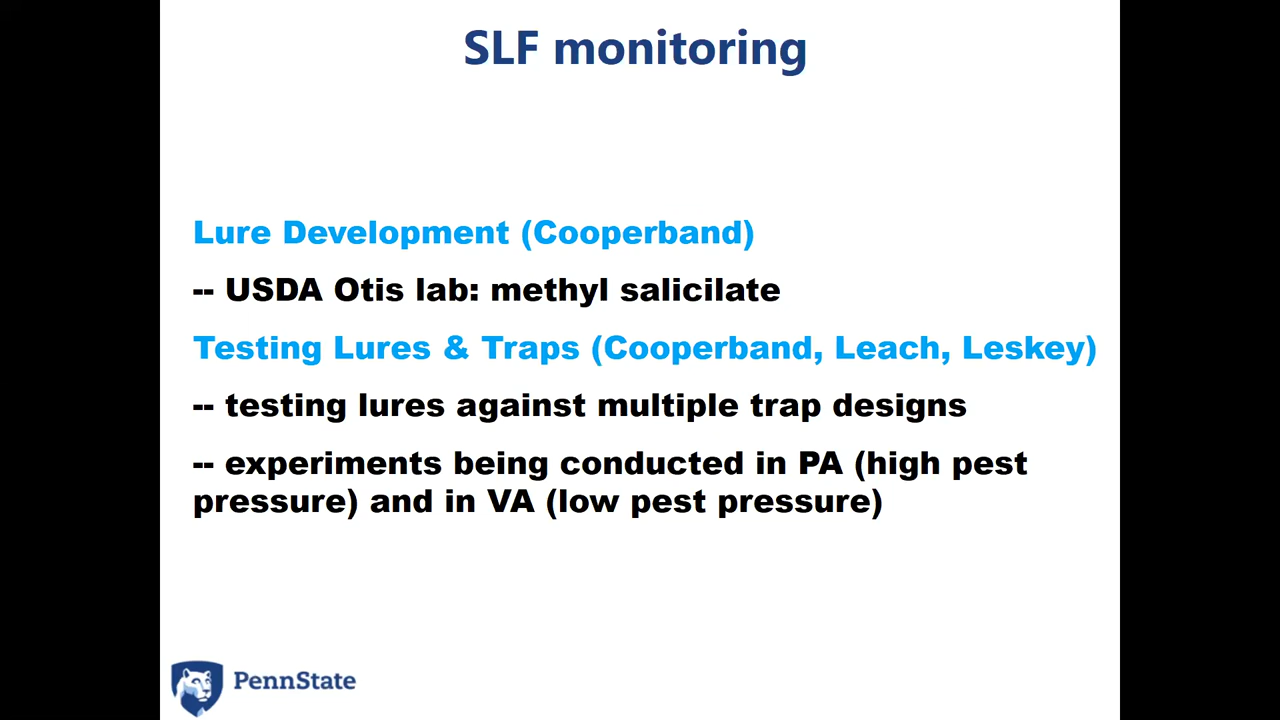 SLF monitoring
Lure Development (Cooperband)
-- USDA Otis lab: methyl salicilate
Testing Lures & Traps (Cooperband, Leach, Leskey)
-- testing lures against multiple trap designs
-- experiments being conducted in PA (high pest
pressure) and in VA (low pest pressure)
PennState